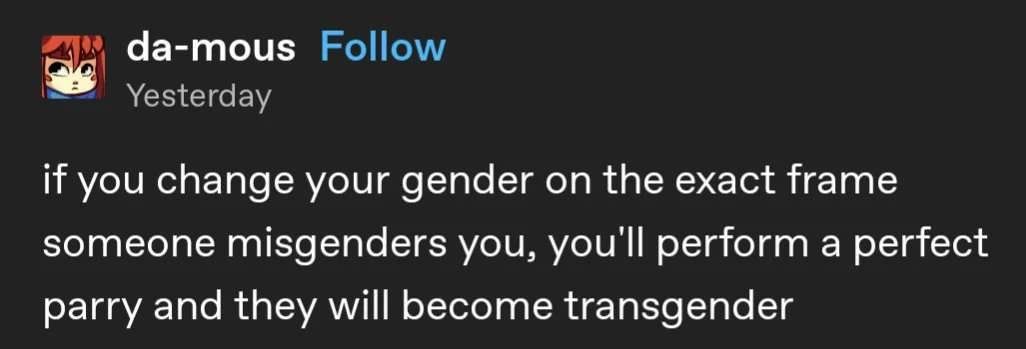 da-mous Follow
Yesterday
if you change your gender on the exact frame
someone misgenders you, you'll perform a perfect
parry and they will become transgender